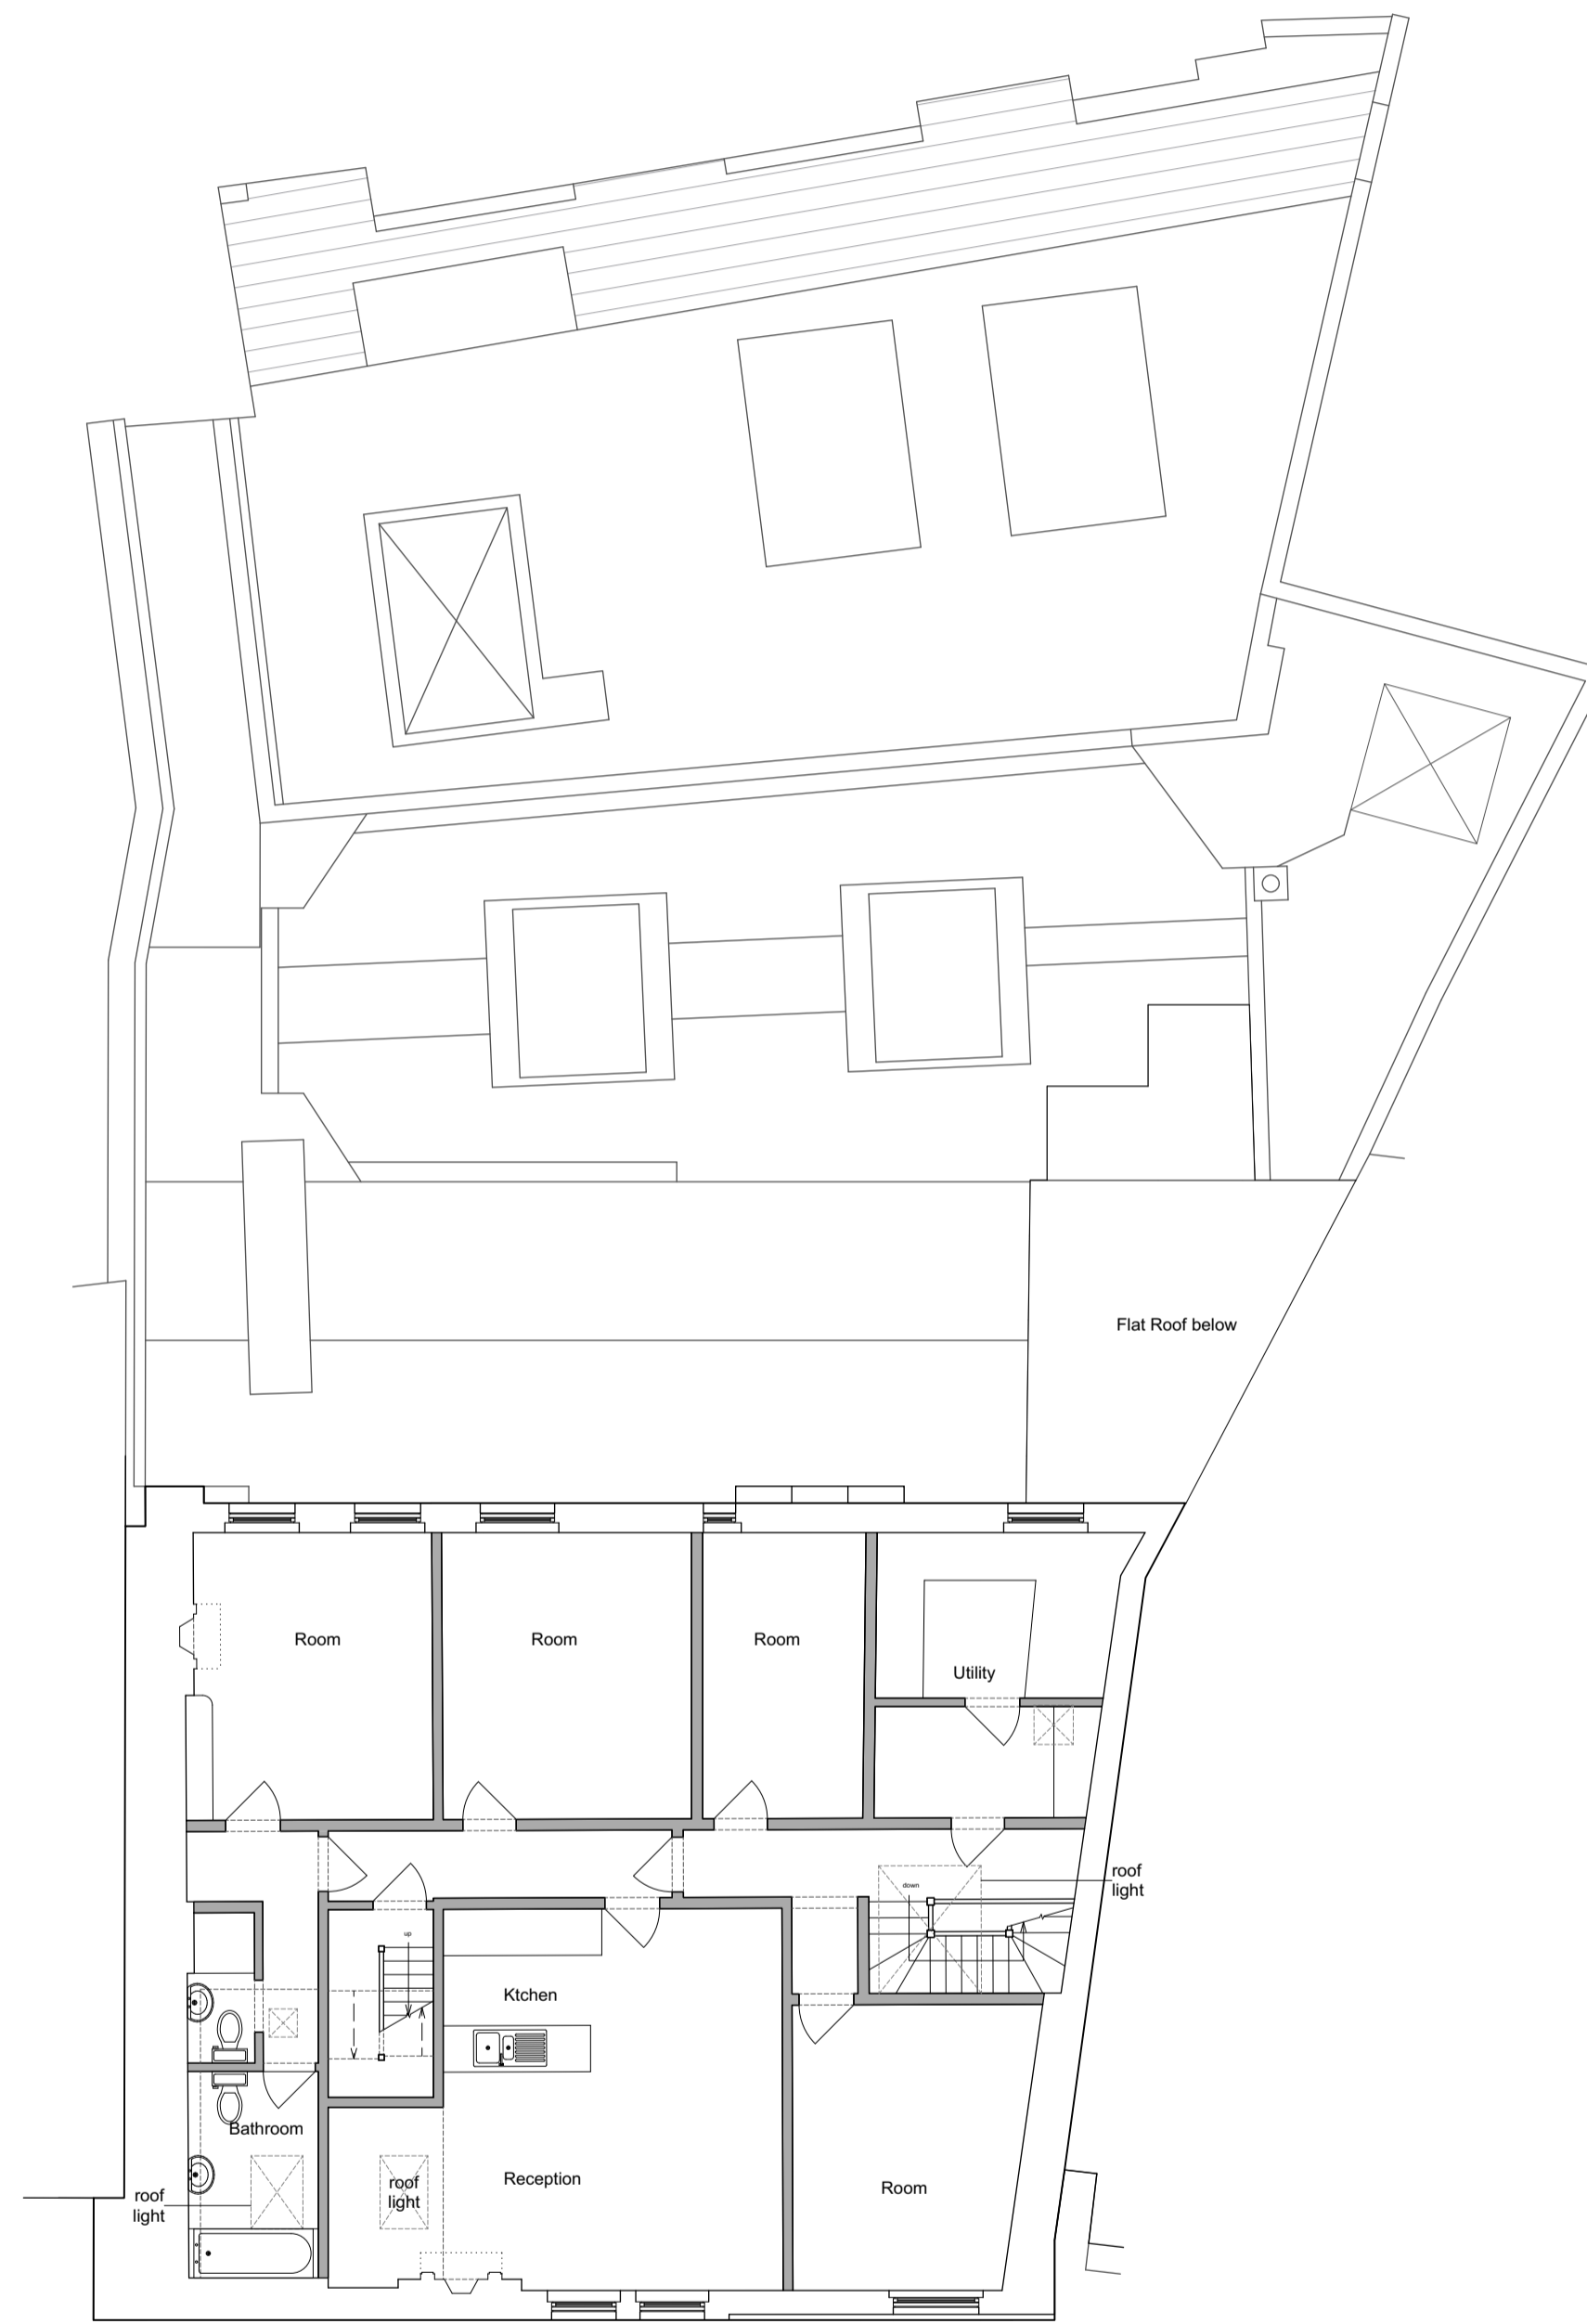 Flat Roof below
Room
Room
Room
Utility
roof
light
down
up
Ktchen
Bathroom
Reception
roof
light
Room
roof
light